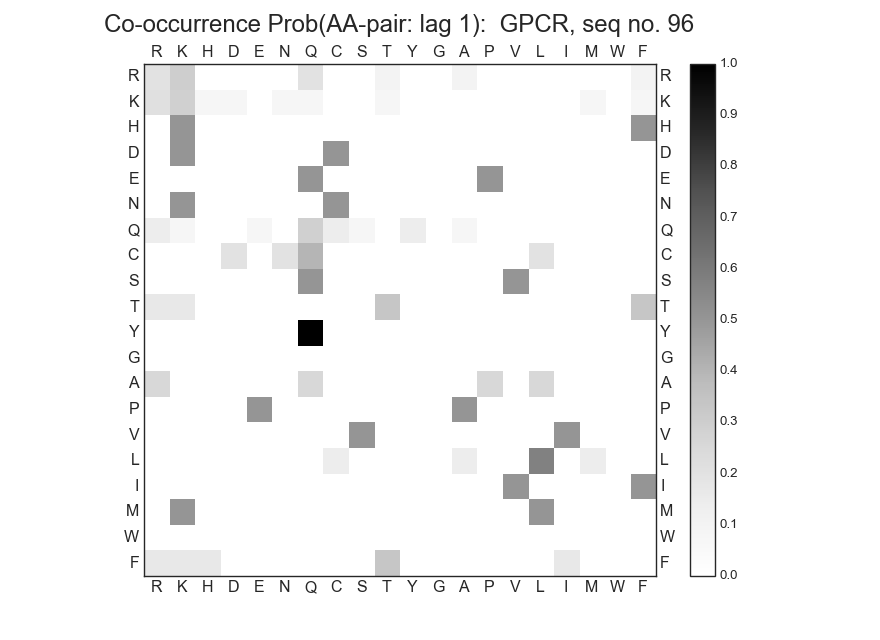 Co-occurrence Prob(AA-pair: lag 1):  GPCR, seq no. 96
R K H D E N Q C S T Y G A P V L I M W F
R R
K K
H H
D D
E E
N N
Q Q
C C
S S
T T
Y Y
G G
A A
P P
V V
L L
I I
M M
W W
F F
R K H D E N Q C S T Y G A P V L I M W F
1.0
0.9
0.8
0.7
0.6
0.5
0.4
0.3
0.2
0.1
0.0